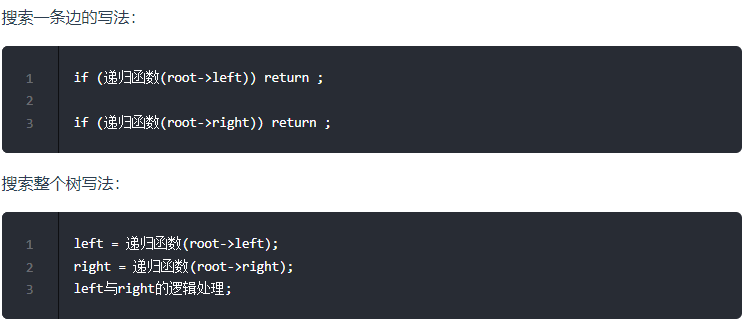 搜索一条边的写法：
1 if (递归函数(root->left)) return ;
2
3 if (递归函数(root->right)) return ;
搜索整个树写法：
1 left = 递归函数(root->left);
2 right = 递归函数(root->right);
3 left与right的逻辑处理;